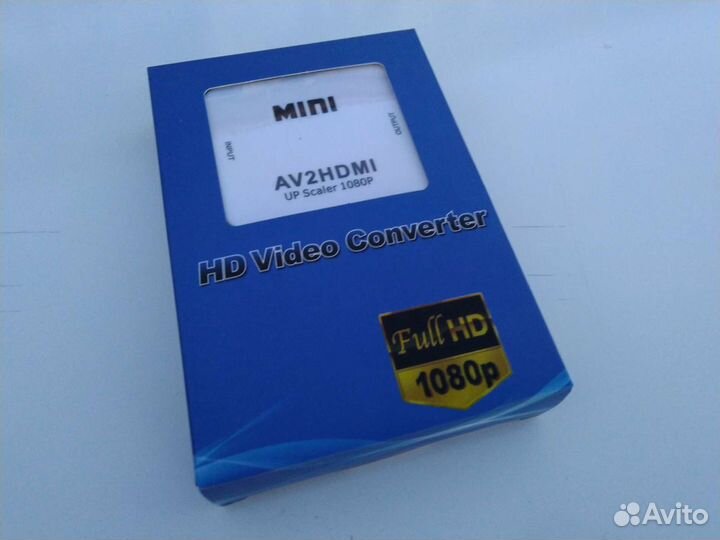 MINI
INPUT
OUTPUT
AV2HDMI
UP Scaler 1080P
HD Video Converter
Full HD
1080p
Avito